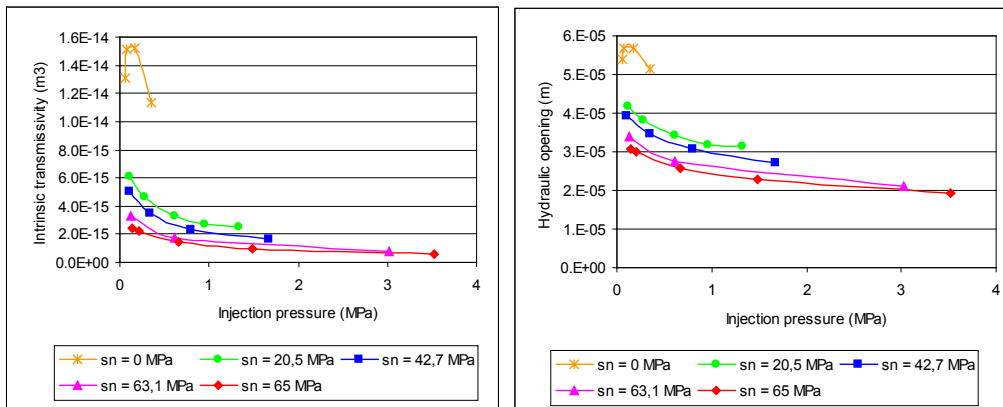 Intrinsic transmissivity (m3)
1.6E-14
1.4E-14
1.2E-14
1.0E-14
8.0E-15
6.0E-15
4.0E-15
2.0E-15
0.0E+00
0 1 2 3 4
Injection pressure (MPa)
sn = 0 MPa sn = 20,5 MPa sn = 42,7 MPa
sn = 63,1 MPa sn = 65 MPa
Hydraulic opening (m)
6.E-05
5.E-05
4.E-05
3.E-05
2.E-05
1.E-05
0.E+00
0 1 2 3 4
Injection pressure (MPa)
sn = 0 MPa sn = 20,5 MPa sn = 42,7 MPa
sn = 63,1 MPa sn = 65 MPa